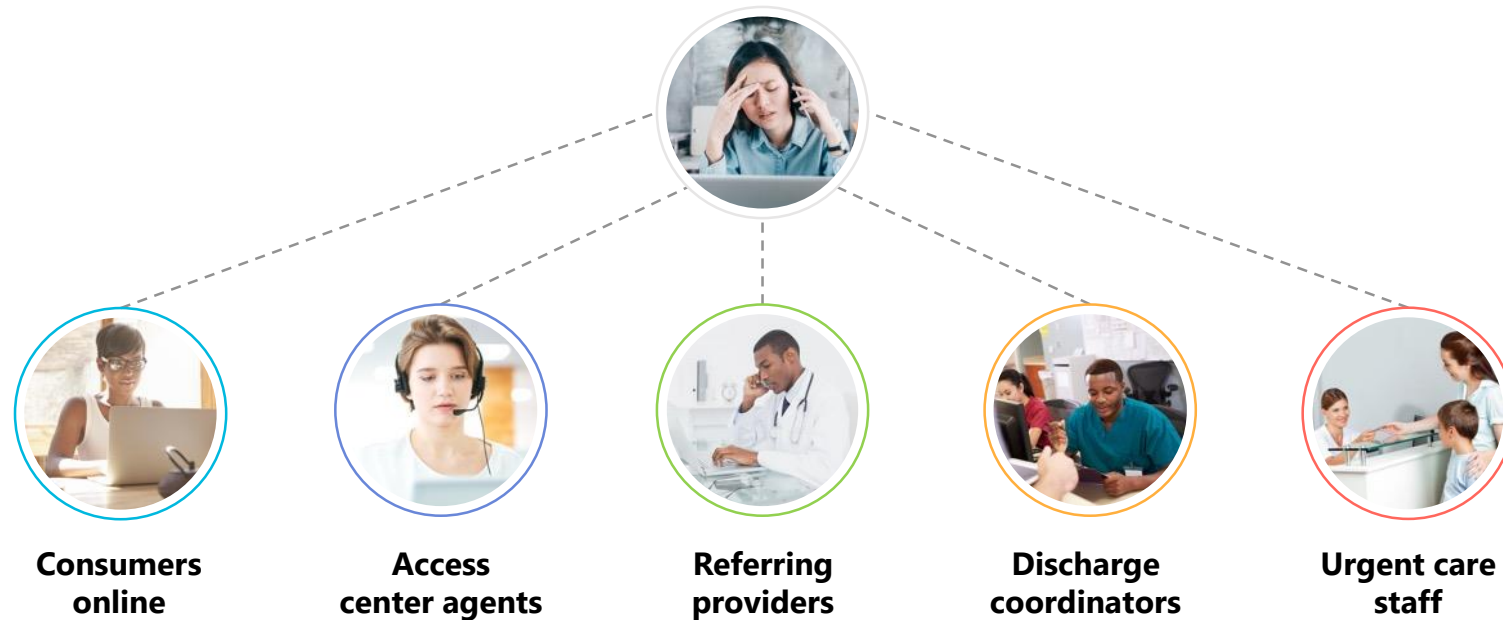 Consumers
online
Access
center agents
Referring
providers
Discharge
coordinators
Urgent care
staff